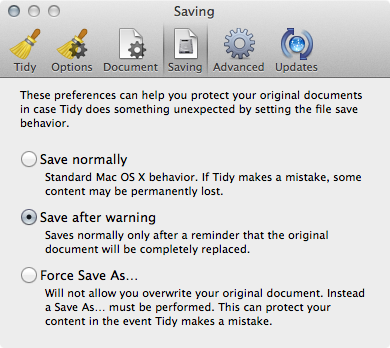 Saving
Tidy Options Document Saving Advanced Updates
These preferences can help you protect your original documents
in case Tidy does something unexpected by setting the file save
behavior.
Save normally
Standard Mac OS X behavior. If Tidy makes a mistake, some
content may be permanently lost.
Save after warning
Saves normally only after a reminder that the original
document will be completely replaced.
Force Save As...
Will not allow you overwrite your original document. Instead
a Save As... must be performed. This can protect your
content in the event Tidy makes a mistake.